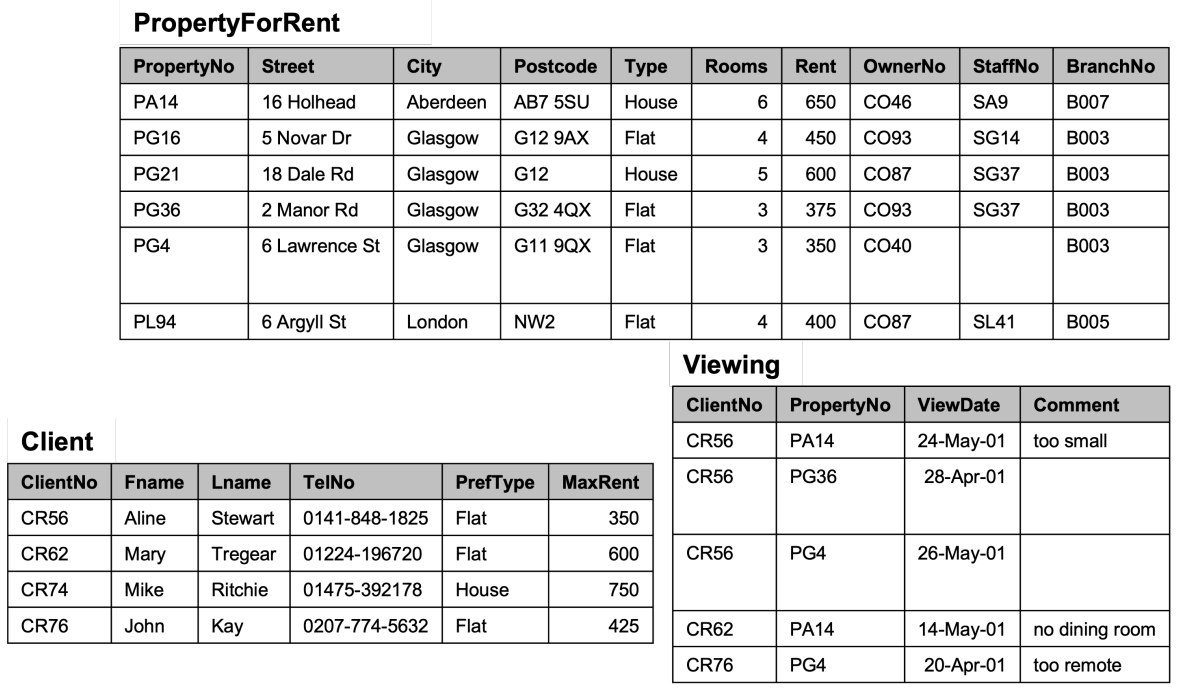 PropertyForRent
PropertyNo Street City Postcode Type Rooms Rent OwnerNo StaffNo BranchNo
PA14 16 Holhead Aberdeen AB7 5SU House 6 650 CO46 SA9 B007
PG16 5 Novar Dr Glasgow G12 9AX Flat 4 450 CO93 SG14 B003
PG21 18 Dale Rd Glasgow G12 House 5 600 CO87 SG37 B003
PG36 2 Manor Rd Glasgow G32 4QX Flat 3 375 CO93 SG37 B003
PG4 6 Lawrence St Glasgow G11 9QX Flat 3 350 CO40 B003
PL94 6 Argyll St London NW2 Flat 4 400 CO87 SL41 B005
Viewing
ClientNo PropertyNo ViewDate Comment
CR56 PA14 24-May-01 too small
CR56 PG36 28-Apr-01
CR56 PG4 26-May-01
CR62 PA14 14-May-01 no dining room
CR76 PG4 20-Apr-01 too remote
Client
ClientNo Fname Lname TelNo PrefType MaxRent
CR56 Aline Stewart 0141-848-1825 Flat 350
CR62 Mary Tregear 01224-196720 Flat 600
CR74 Mike Ritchie 01475-392178 House 750
CR76 John Kay 0207-774-5632 Flat 425